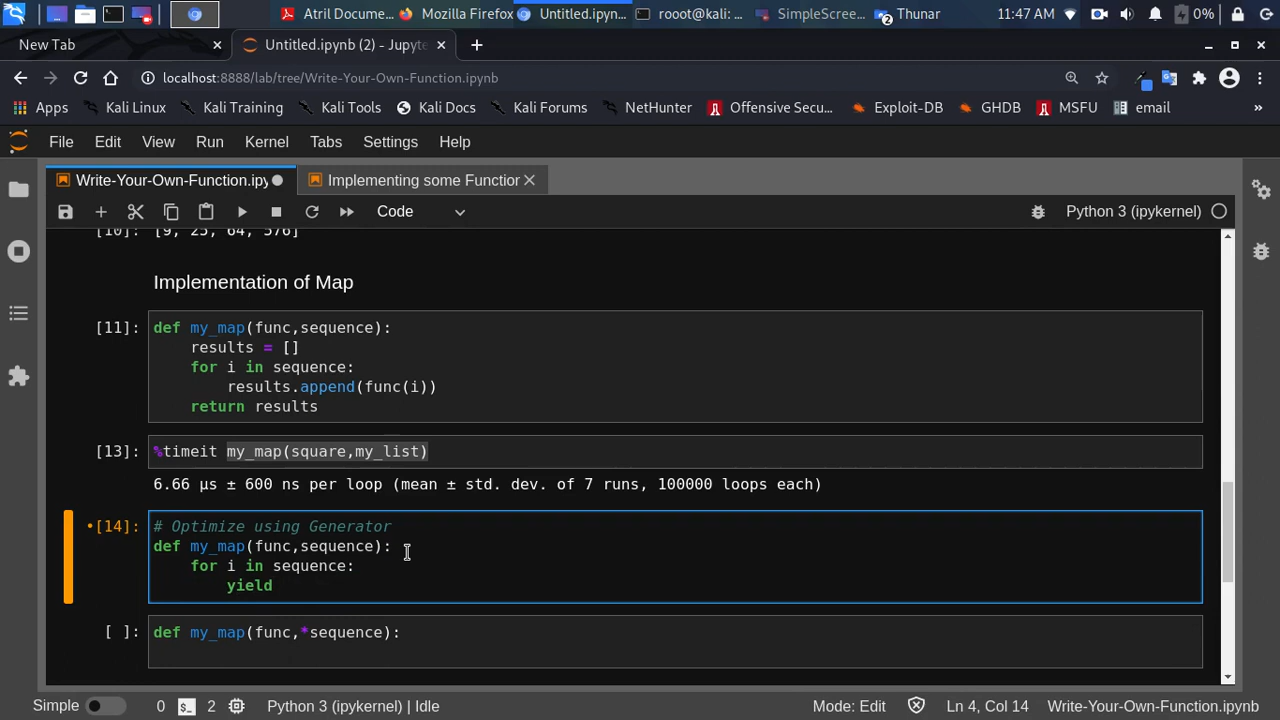 Atril Docume...
Mozilla Firefox
Untitled.ipyn...
rooot@kali: ...
SimpleScree...
Thunar
11:47 AM
0%
New Tab
Untitled.ipynb (2) - Jupyte
localhost:8888/lab/tree/Write-Your-Own-Function.ipynb
Apps
Kali Linux
Kali Training
Kali Tools
Kali Docs
Kali Forums
NetHunter
Offensive Secu...
Exploit-DB
GHDB
MSFU
email
»
File Edit View Run Kernel Tabs Settings Help
Write-Your-Own-Function.ipy
Implementing some Function
Code
Python 3 (ipykernel)
[10]: [9, 25, 64, 576]
Implementation of Map
[11]: def my_map(func,sequence):
results = []
for i in sequence:
results.append(func(i))
return results
[13]: %timeit my_map(square,my_list)
6.66 µs ± 600 ns per loop (mean ± std. dev. of 7 runs, 100000 loops each)
•[14]: # Optimize using Generator
def my_map(func,sequence):
for i in sequence:
yield
[ ]: def my_map(func,*sequence):
Simple 0 2 Python 3 (ipykernel) | Idle Mode: Edit Ln 4, Col 14 Write-Your-Own-Function.ipynb